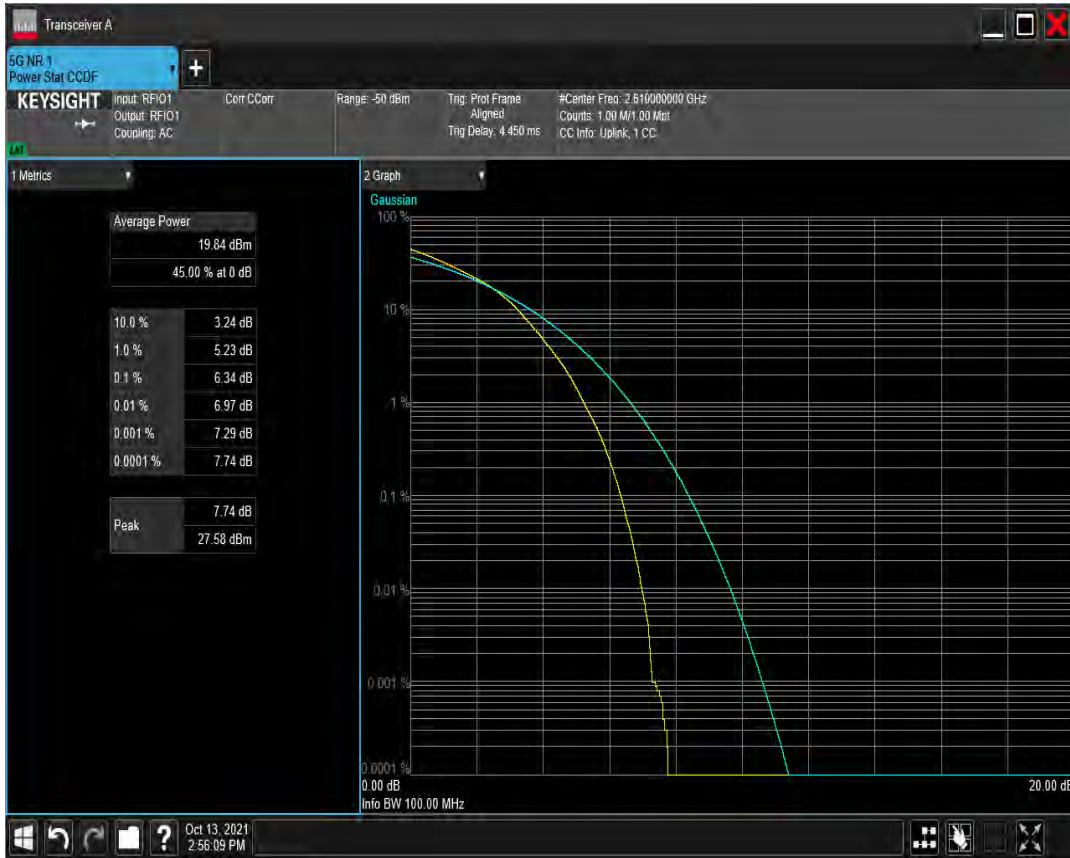 Transceiver A
5G NR 1
Power Stat CCDF
+
KEYSIGHT
Input: RFIO1
Output: RFIO1
Coupling: AC
Corr CCorr
Range: -50 dBm
Trig: Prot Frame
Aligned
Trig Delay: 4.450 ms
#Center Freq: 2.610000000 GHz
Counts: 1.00 M/1.00 Mpt
CC Info: Uplink, 1 CC
1 Metrics
Average Power
19.84 dBm
45.00 % at 0 dB
10.0 % 3.24 dB
1.0 % 5.23 dB
0.1 % 6.34 dB
0.01 % 6.97 dB
0.001 % 7.29 dB
0.0001 % 7.74 dB
Peak
7.74 dB
27.58 dBm
2 Graph
Gaussian
100 %
10 %
1 %
0.1 %
0.01 %
0.001 %
0.0001 %
0.00 dB
20.00 dB
Info BW 100.00 MHz
?
Oct 13, 2021
2:56:09 PM